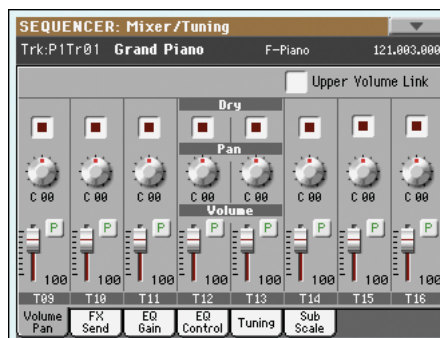 SEQUENCER: Mixer/Tuning
Trk:P1Tr01 Grand Piano F-Piano 121.003.000
Upper Volume Link
Dry
Pan
C 00 C 00 C 00 C 00 C 00 C 00 C 00 C 00
Volume
P P P P P P P P
100 100 100 100 100 100 100 100
T09 T10 T11 T12 T13 T14 T15 T16
Volume Pan FX Send EQ Gain EQ Control Tuning Sub Scale